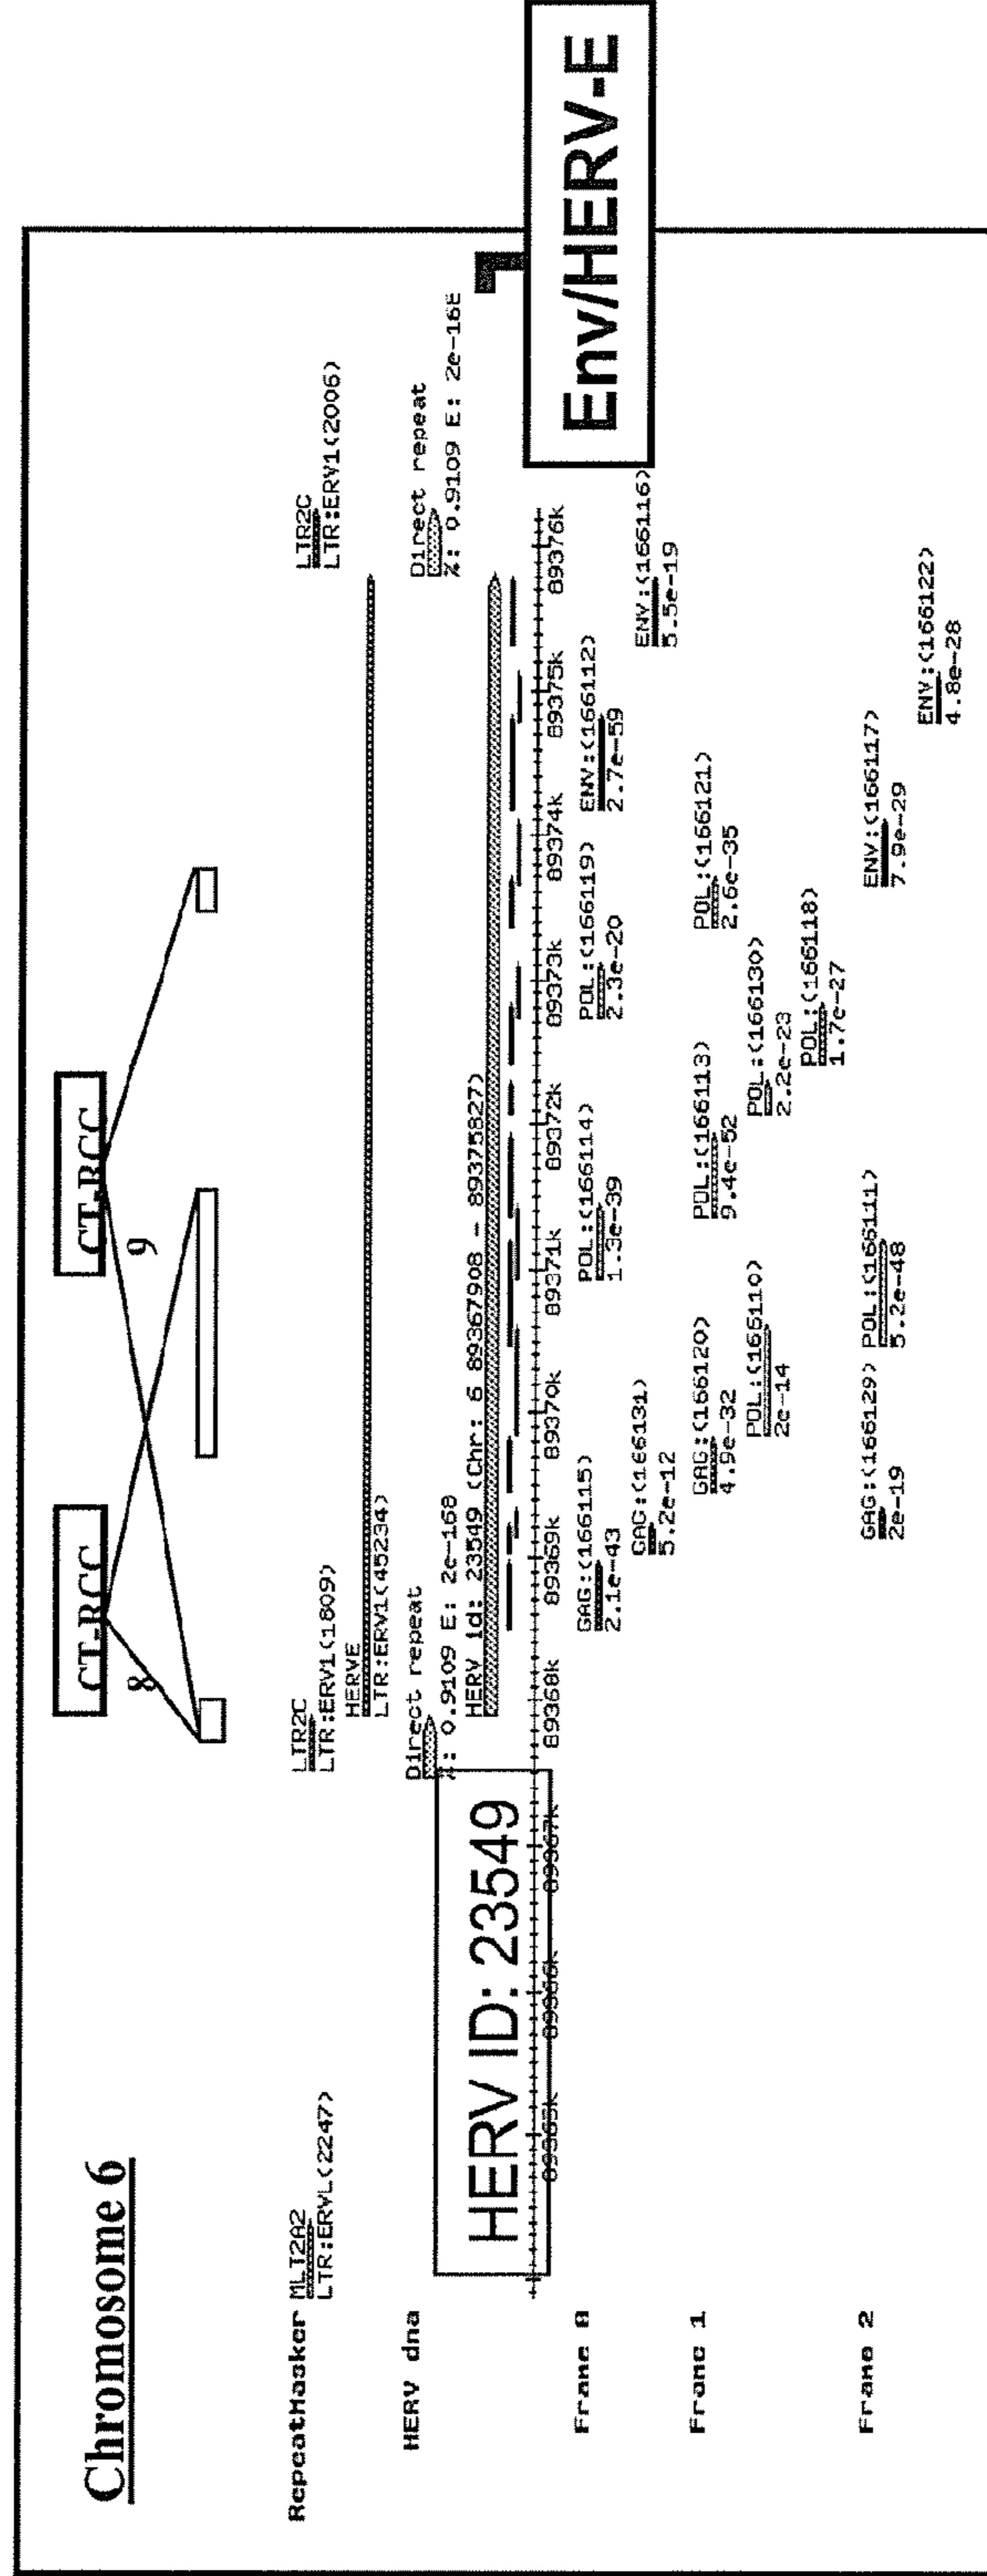 Chromosome 6
CT-RCC
CT-RCC
8
9
RepeatMasker
MLT2A2
LTR:ERVL(2247)
LTR2C
LTR:ERV1(1809)
HERVE
LTR:ERV1(45234)
LTR2C
LTR:ERV1(2006)
HERV dna
Direct repeat
%: 0.9109 E: 2e-168
HERV id: 23549 (Chr: 6 89367908 - 89375827)
Direct repeat
%: 0.9109 E: 2e-16E
HERV ID: 23549
Env/HERV-E
89365k 89366k 89367k 89368k 89369k 89370k 89371k 89372k 89373k 89374k 89375k 89376k
Frame 0
GAG:(166115)
2.1e-43
POL:(166114)
1.3e-39
POL:(166119)
2.3e-20
ENV:(166112)
2.7e-59
GAG:(166131)
5.2e-12
ENV:(166116)
5.5e-19
Frame 1
GAG:(166120)
4.9e-32
POL:(166113)
9.4e-52
POL:(166121)
2.6e-35
POL:(166110)
2e-14
POL:(166130)
2.2e-23
POL:(166118)
1.7e-27
Frame 2
GAG:(166129)
2e-19
POL:(166111)
5.2e-48
ENV:(166117)
7.9e-29
ENV:(166122)
4.8e-28